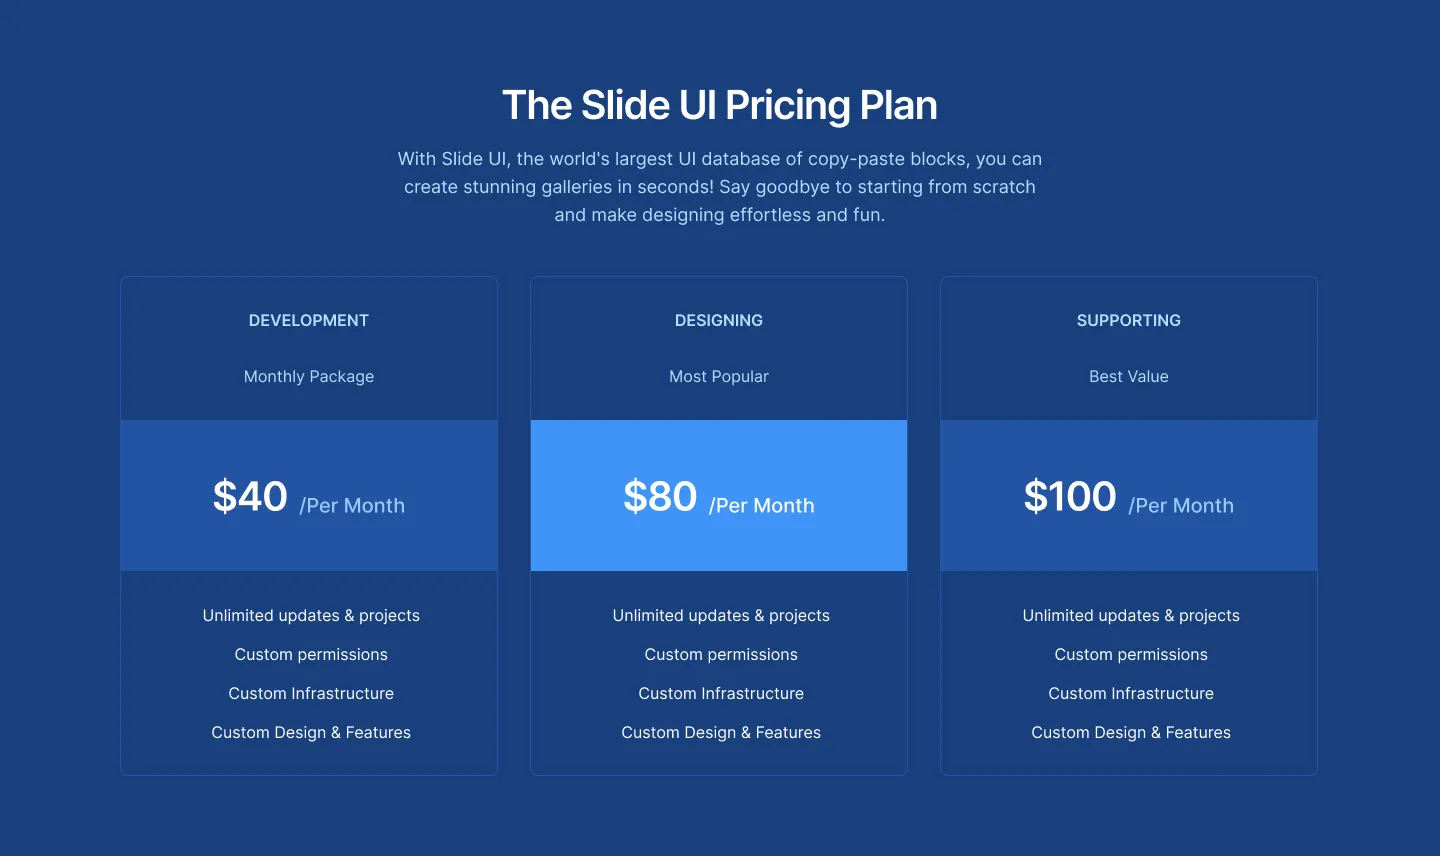 The Slide UI Pricing Plan
With Slide UI, the world's largest UI database of copy-paste blocks, you can
create stunning galleries in seconds! Say goodbye to starting from scratch
and make designing effortless and fun.
DEVELOPMENT
Monthly Package
$40 /Per Month
Unlimited updates & projects
Custom permissions
Custom Infrastructure
Custom Design & Features
DESIGNING
Most Popular
$80 /Per Month
Unlimited updates & projects
Custom permissions
Custom Infrastructure
Custom Design & Features
SUPPORTING
Best Value
$100 /Per Month
Unlimited updates & projects
Custom permissions
Custom Infrastructure
Custom Design & Features